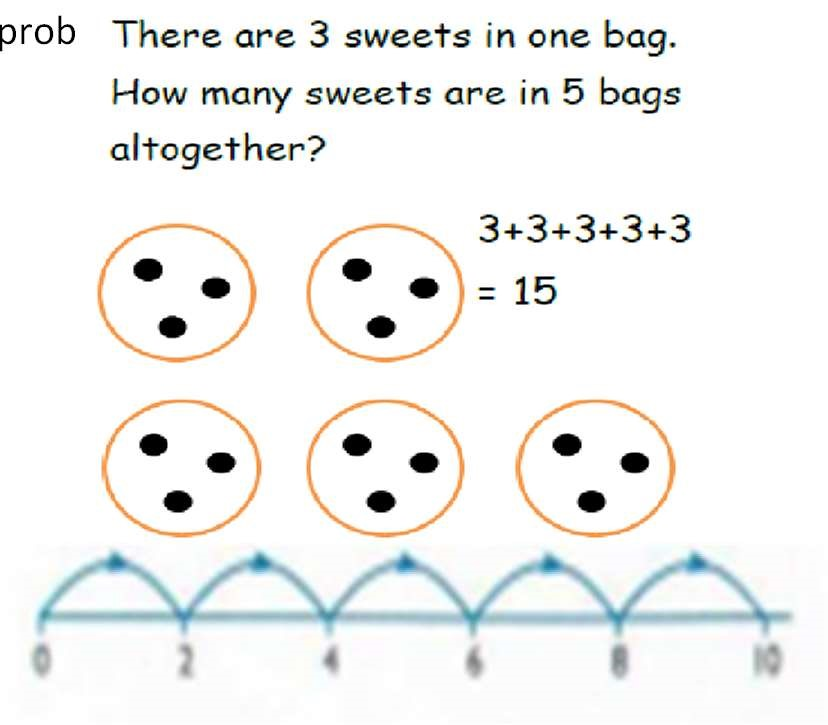 prob
There are 3 sweets in one bag.
How many sweets are in 5 bags
altogether?
3+3+3+3+3
= 15
0 2 4 6 8 10